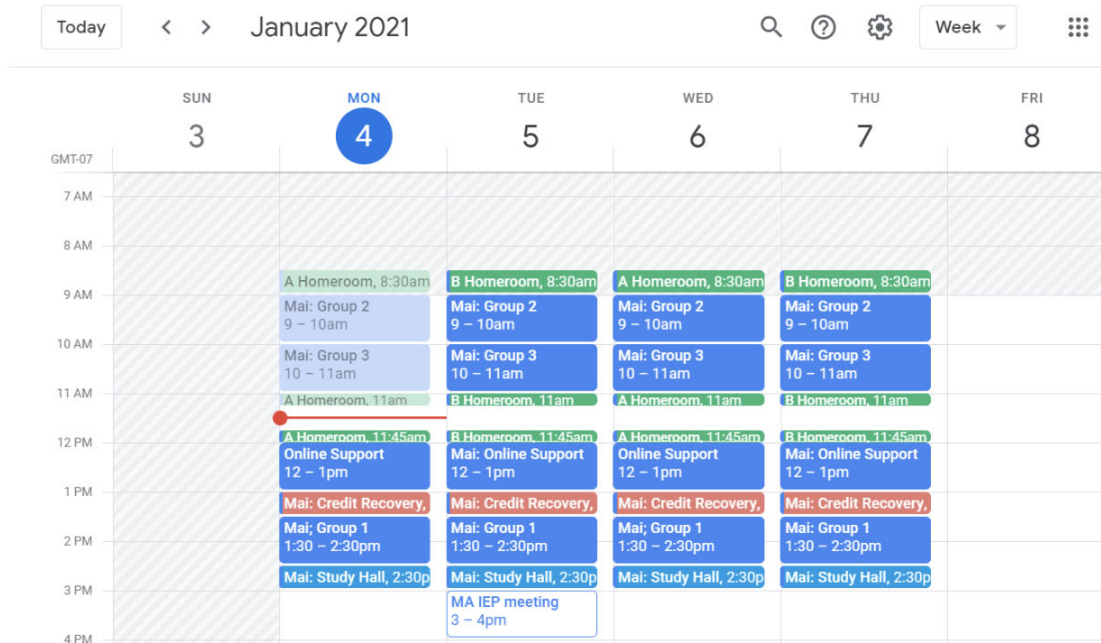 Today < > January 2021 Week
SUN MON TUE WED THU FRI
3 4 5 6 7 8
GMT-07
7 AM
8 AM
A Homeroom, 8:30am B Homeroom, 8:30am A Homeroom, 8:30am B Homeroom, 8:30am
9 AM
Mai: Group 2 Mai: Group 2 Mai: Group 2 Mai: Group 2
9 – 10am 9 – 10am 9 – 10am 9 – 10am
10 AM
Mai: Group 3 Mai: Group 3 Mai: Group 3 Mai: Group 3
10 – 11am 10 – 11am 10 – 11am 10 – 11am
11 AM
A Homeroom, 11am B Homeroom, 11am A Homeroom, 11am B Homeroom, 11am
A Homeroom, 11:45am B Homeroom, 11:45am A Homeroom, 11:45am B Homeroom, 11:45am
12 PM
Online Support Mai: Online Support Online Support Mai: Online Support
12 – 1pm 12 – 1pm 12 – 1pm 12 – 1pm
1 PM
Mai: Credit Recovery, Mai: Credit Recovery, Mai: Credit Recovery, Mai: Credit Recovery,
Mai; Group 1 Mai: Group 1 Mai; Group 1 Mai: Group 1
2 PM
1:30 – 2:30pm 1:30 – 2:30pm 1:30 – 2:30pm 1:30 – 2:30pm
Mai: Study Hall, 2:30p Mai: Study Hall, 2:30p Mai: Study Hall, 2:30p Mai: Study Hall, 2:30p
3 PM
MA IEP meeting
3 – 4pm
4 PM